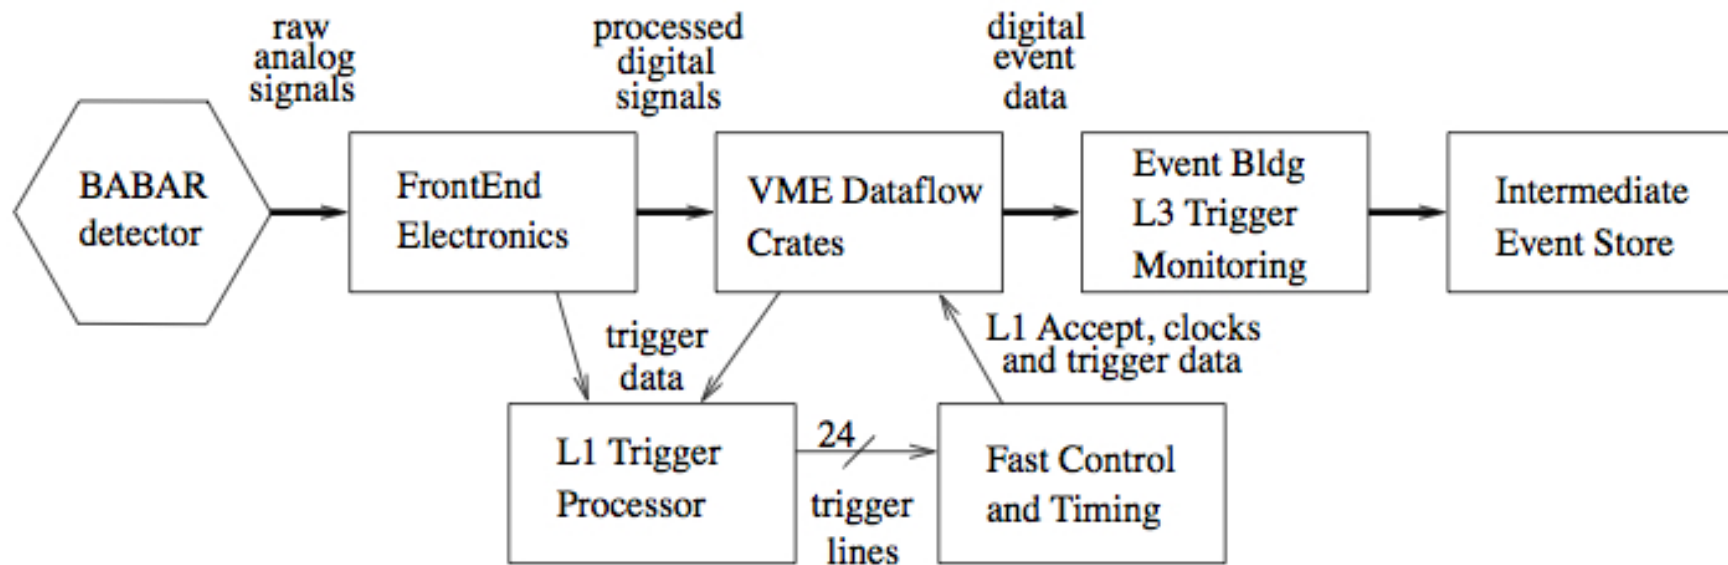 raw
analog
signals
processed
digital
signals
digital
event
data
BABAR
detector
FrontEnd
Electronics
VME Dataflow
Crates
Event Bldg
L3 Trigger
Monitoring
Intermediate
Event Store
trigger
data
L1 Accept, clocks
and trigger data
L1 Trigger
Processor
24
trigger
lines
Fast Control
and Timing